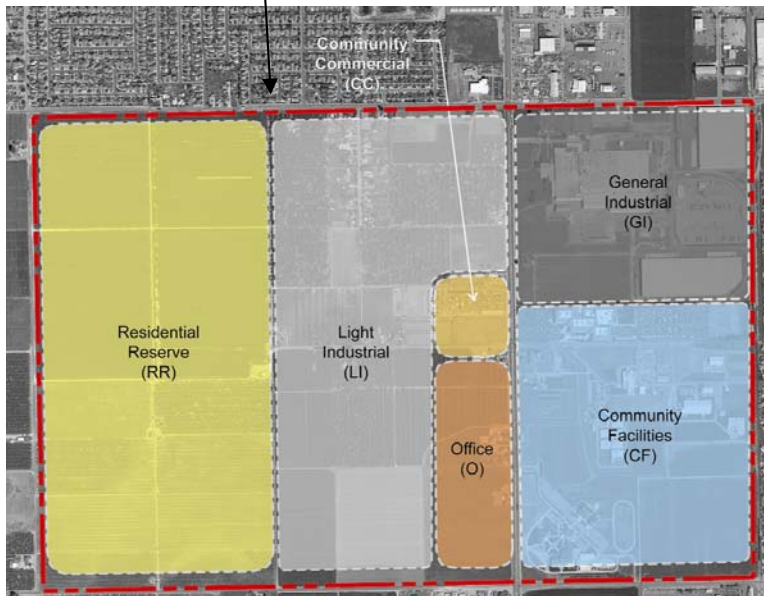 Community
Commercial
(CC)
General
Industrial
(GI)
Residential
Reserve
(RR)
Light
Industrial
(LI)
Office
(O)
Community
Facilities
(CF)